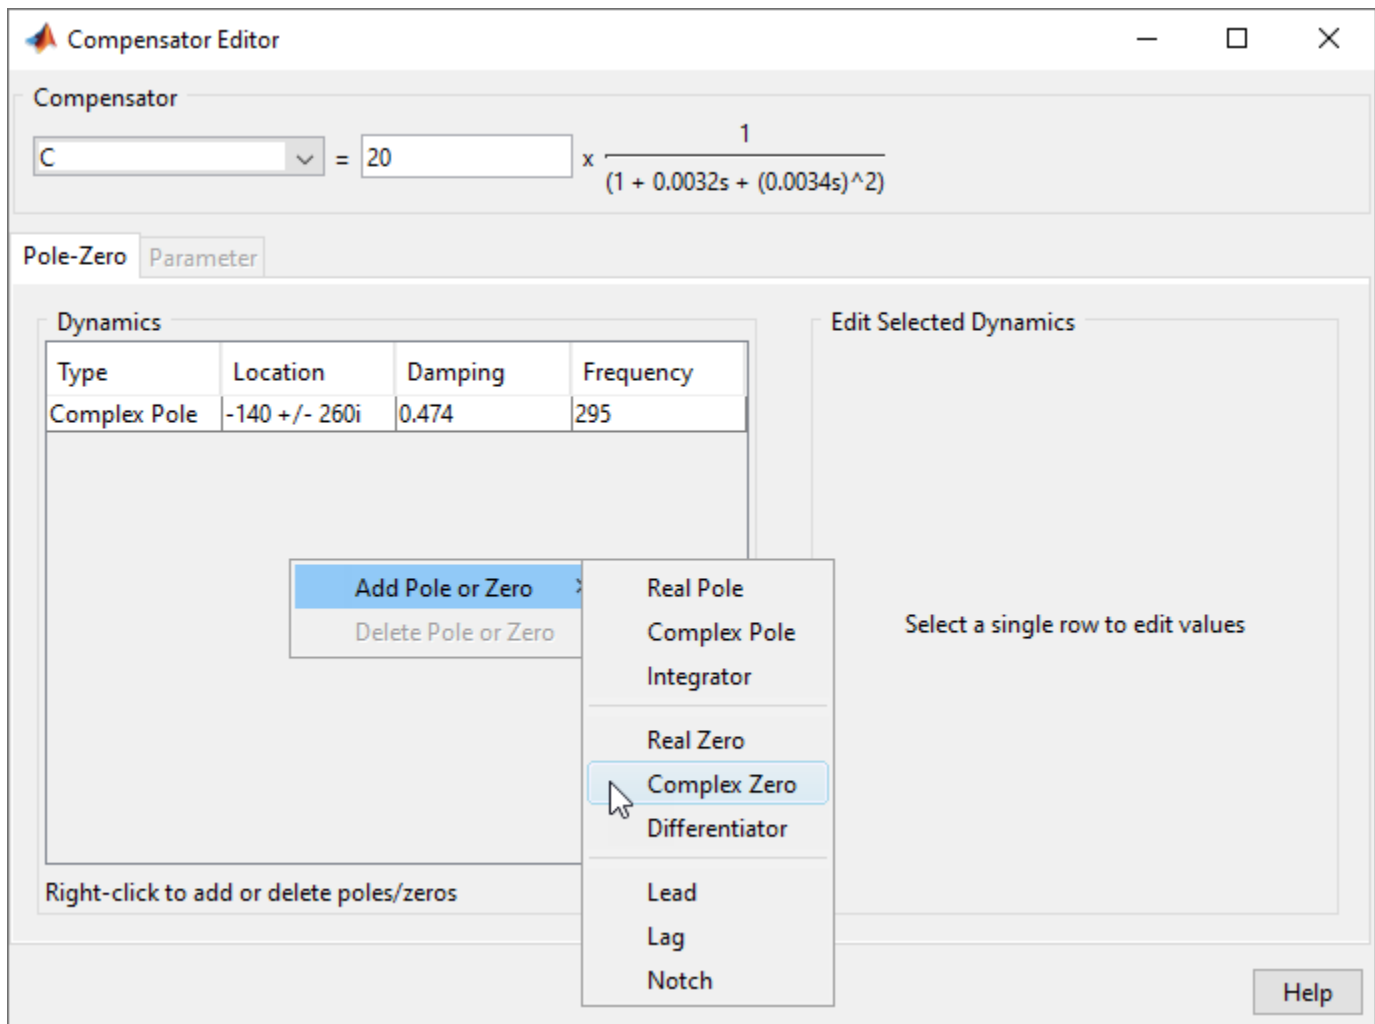 Compensator Editor
Compensator
C = 20 x 1
(1 + 0.0032s + (0.0034s)^2)
Pole-Zero Parameter
Dynamics
Type Location Damping Frequency
Complex Pole -140 +/- 260i 0.474 295
Add Pole or Zero
Delete Pole or Zero
Real Pole
Complex Pole
Integrator
Real Zero
Complex Zero
Differentiator
Lead
Lag
Notch
Right-click to add or delete poles/zeros
Edit Selected Dynamics
Select a single row to edit values
Help